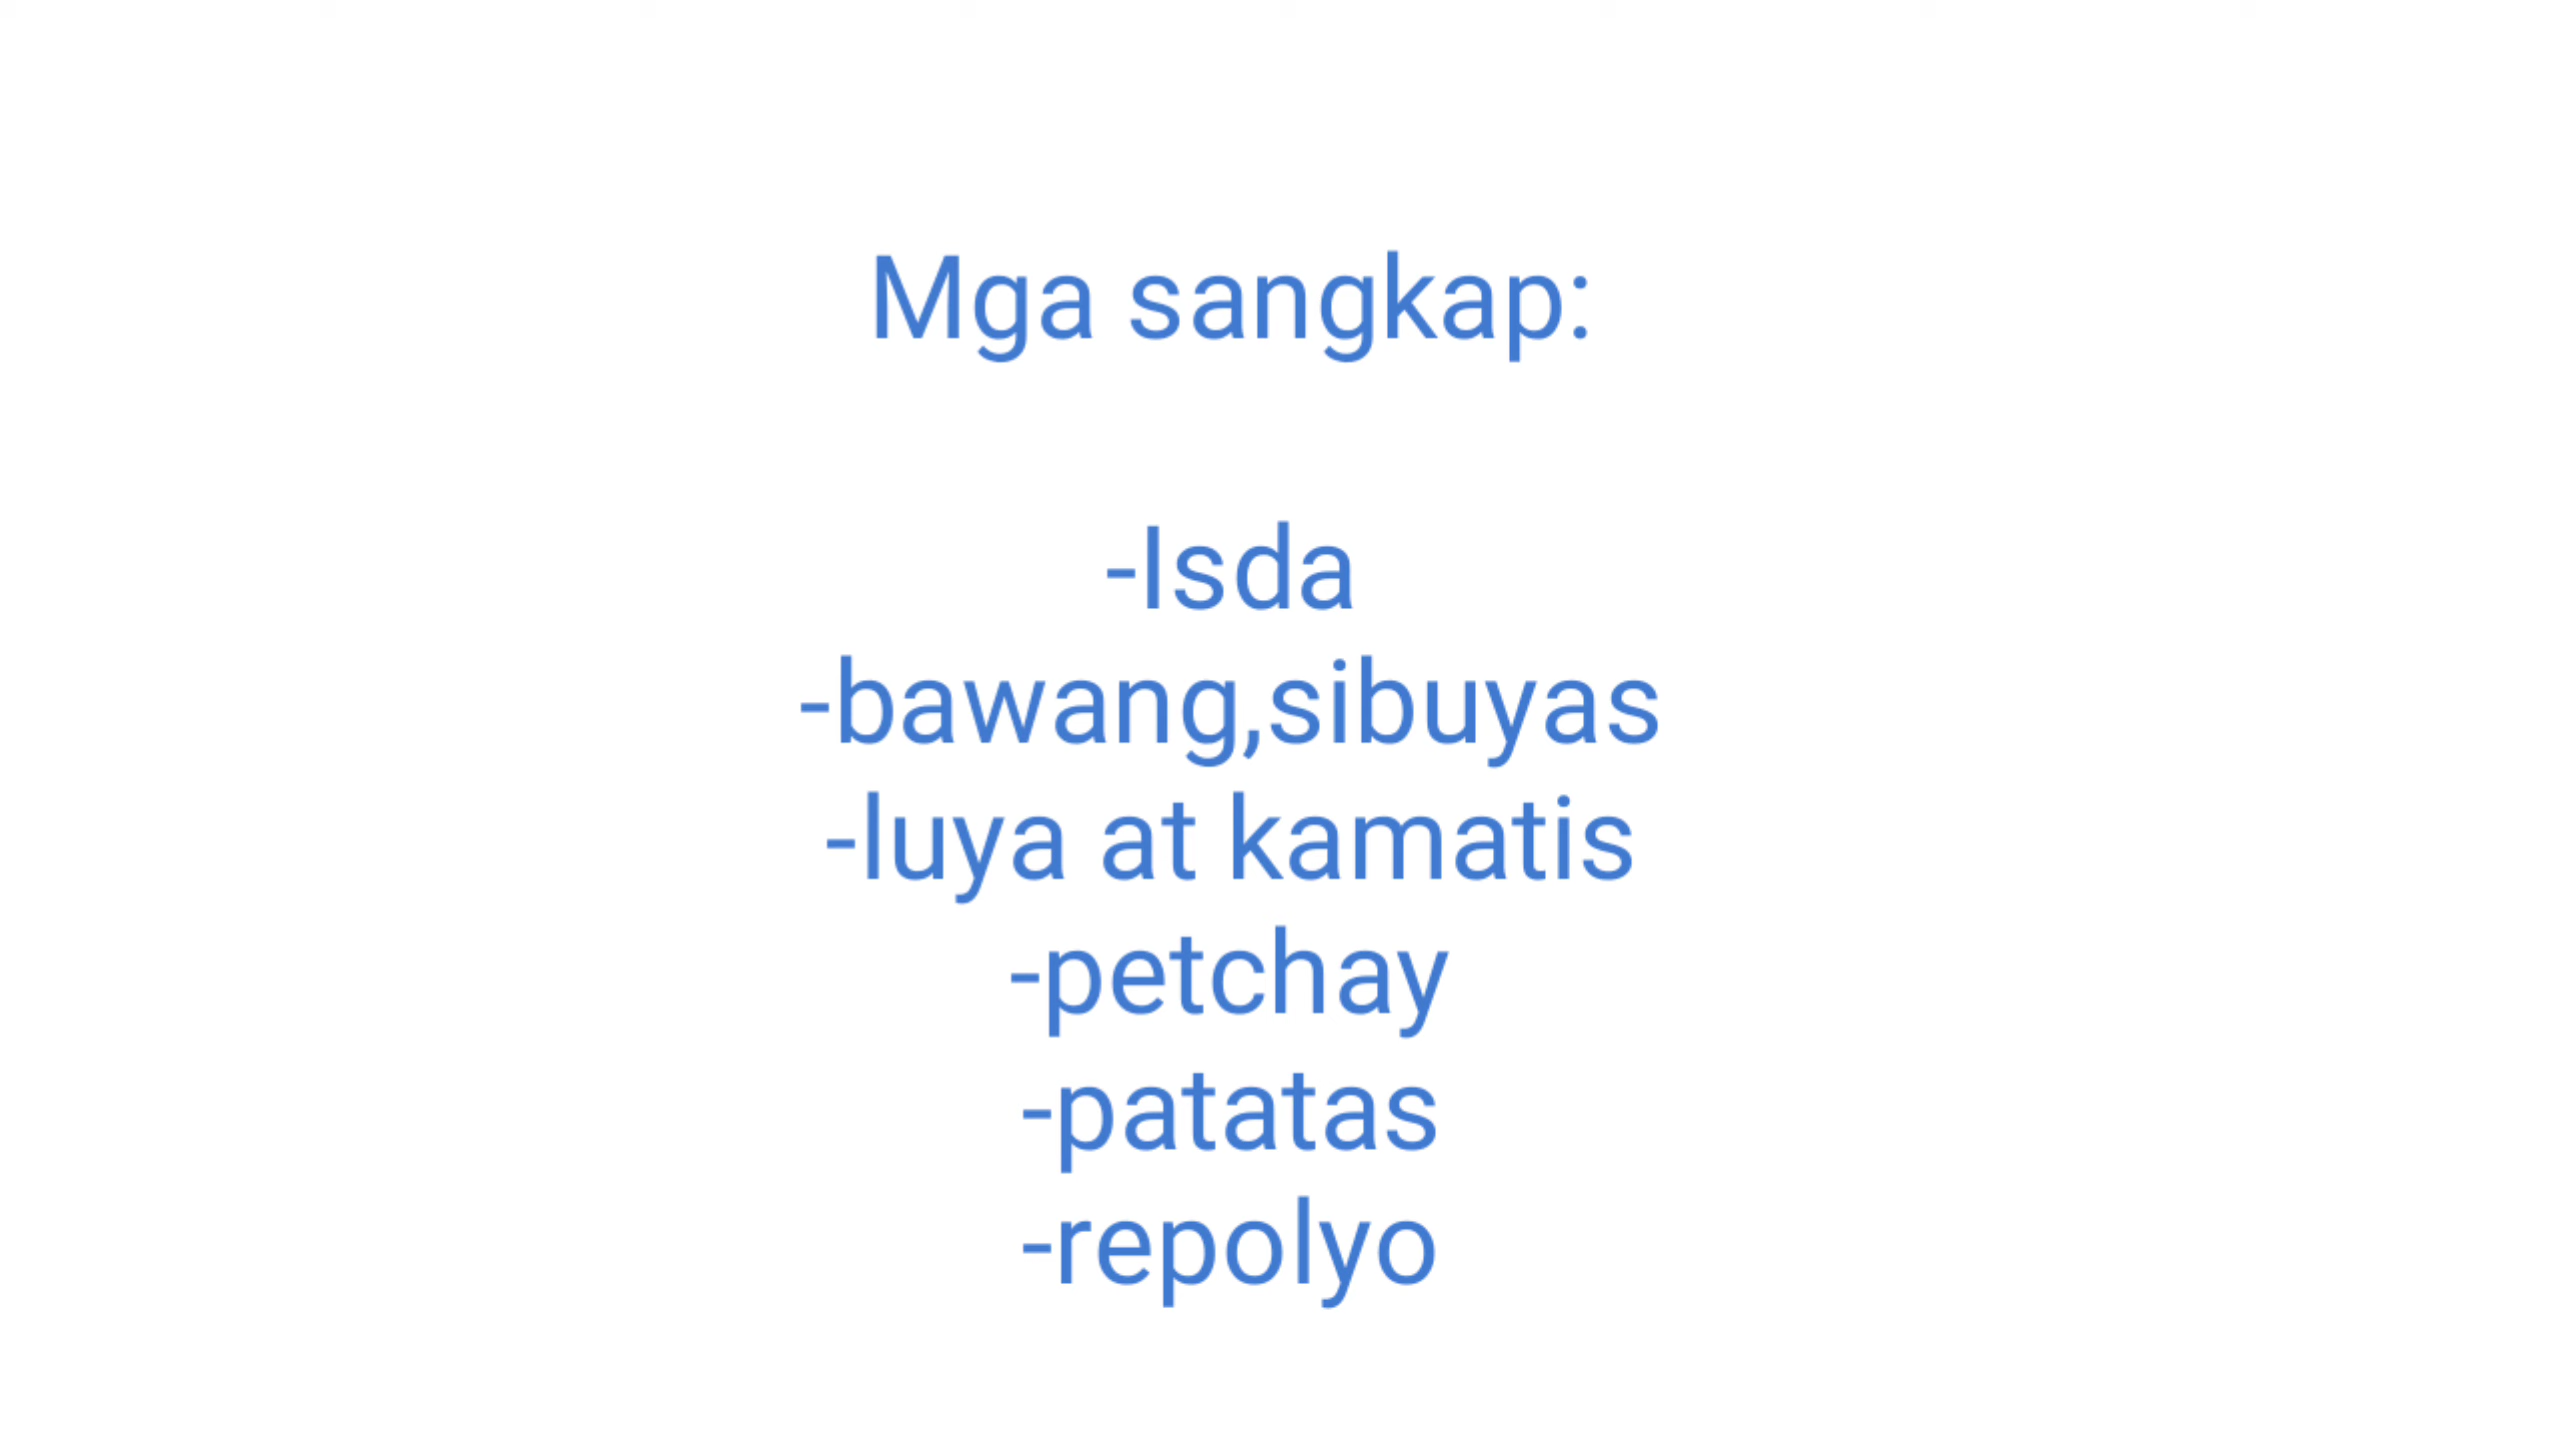 Mga sangkap:
-Isda
-bawang,sibuyas
-luya at kamatis
-petchay
-patatas
-repolyo